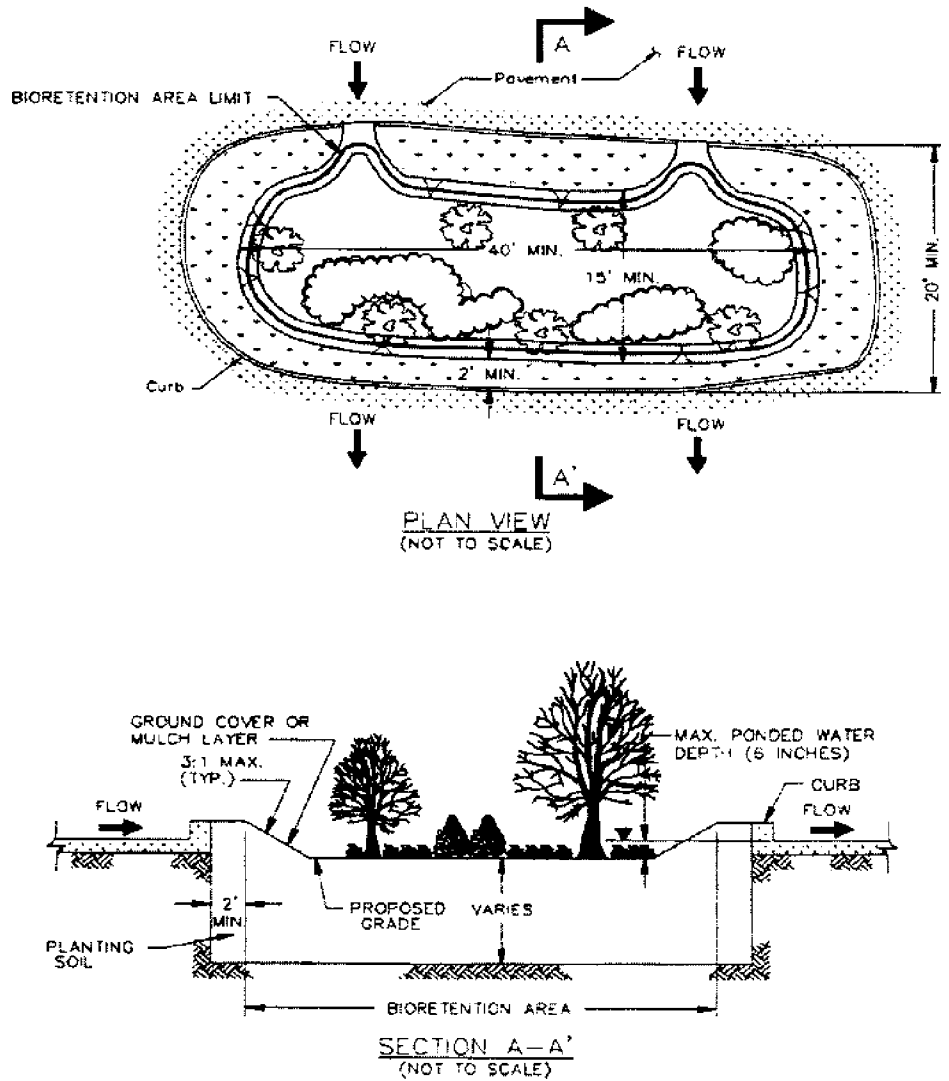 A
FLOW
FLOW
Pavement
BIORETENTION AREA LIMIT
40' MIN.
15' MIN
20' MIN.
2' MIN.
Curb
FLOW
FLOW
A'
PLAN VIEW
(NOT TO SCALE)
GROUND COVER OR
MULCH LAYER
3:1 MAX.
(TYP.)
MAX. PONDED WATER
DEPTH (6 INCHES)
CURB
FLOW
FLOW
2'
MIN
PROPOSED
GRADE
VARIES
PLANTING
SOIL
BIORETENTION AREA
SECTION A-A'
(NOT TO SCALE)